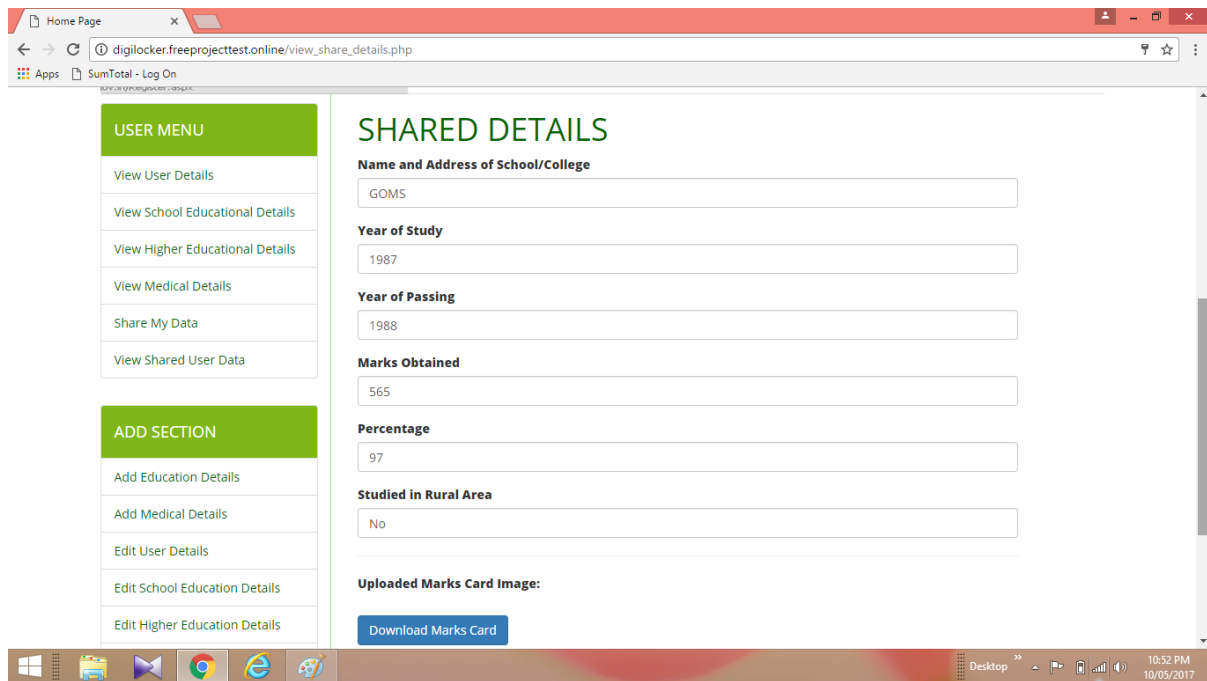 Home Page
digilocker.freeprojecttest.online/view_share_details.php
Apps SumTotal - Log On
ov.in/Register.aspx
USER MENU
View User Details
View School Educational Details
View Higher Educational Details
View Medical Details
Share My Data
View Shared User Data
ADD SECTION
Add Education Details
Add Medical Details
Edit User Details
Edit School Education Details
Edit Higher Education Details
SHARED DETAILS
Name and Address of School/College
GOMS
Year of Study
1987
Year of Passing
1988
Marks Obtained
565
Percentage
97
Studied in Rural Area
No
Uploaded Marks Card Image:
Download Marks Card
Desktop
10:52 PM
10/05/2017